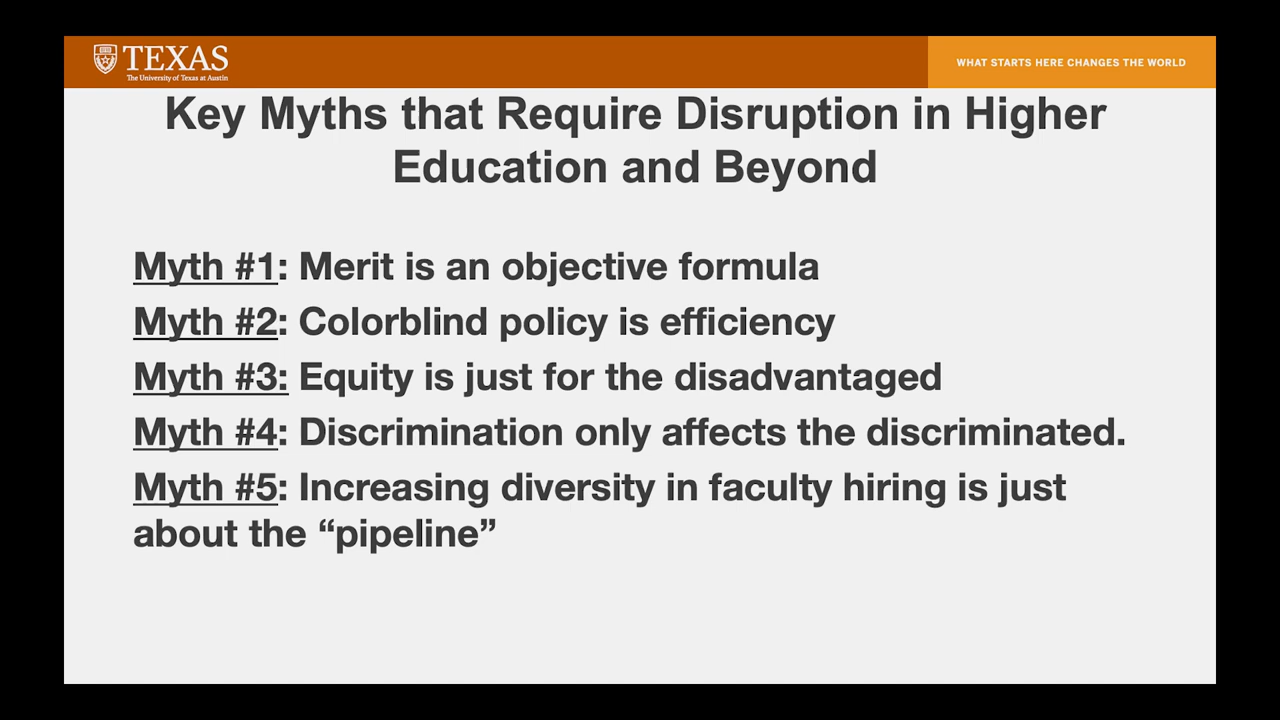 TEXAS
The University of Texas at Austin
WHAT STARTS HERE CHANGES THE WORLD
Key Myths that Require Disruption in Higher
Education and Beyond
Myth #1: Merit is an objective formula
Myth #2: Colorblind policy is efficiency
Myth #3: Equity is just for the disadvantaged
Myth #4: Discrimination only affects the discriminated.
Myth #5: Increasing diversity in faculty hiring is just
about the “pipeline”